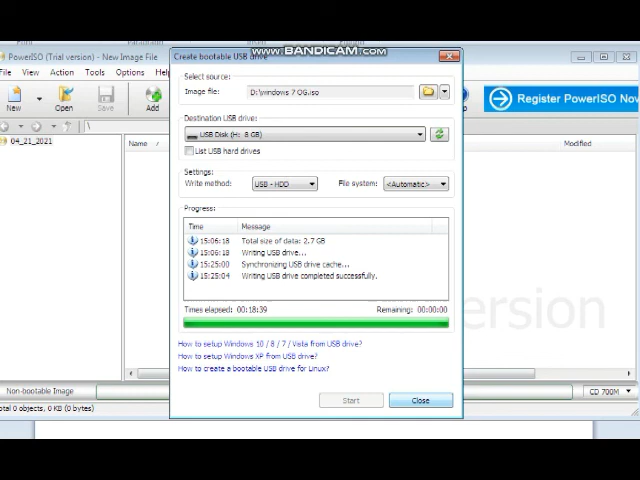 WWW.BANDICAM.COM
PowerISO (Trial version) - New Image File
Create bootable USB drive
File View Action Tools Options
New Open Save Add
Register PowerISO Now
\
04_21_2021
Name
Modified
Select source:
Image file: D:\windows 7 OG.iso
Destination USB drive:
USB Disk (H: 8 GB)
List USB hard drives
Settings:
Write method: USB - HDD File system: <Automatic>
Progress:
Time Message
15:06:18 Total size of data: 2.7 GB
15:06:18 Writing USB drive...
15:25:00 Synchronizing USB drive cache...
15:25:04 Writing USB drive completed successfully.
Times elapsed: 00:18:39 Remaining: 00:00:00
ersion
How to setup Windows 10 / 8 / 7 / Vista from USB drive?
How to setup Windows XP from USB drive?
How to create a bootable USB drive for Linux?
Start Close
Non-bootable Image
CD 700M
otal 0 objects, 0 KB (0 bytes)